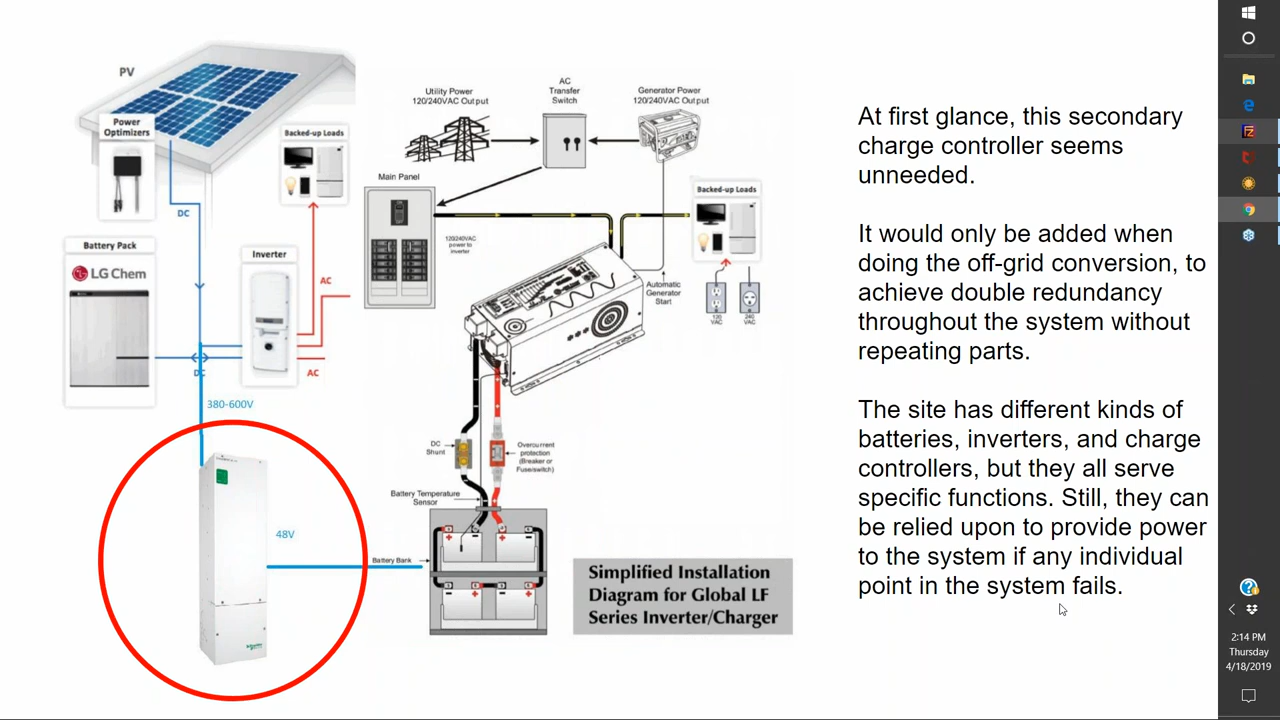 PV
Power
Optimizers
Backed-up Loads
DC
Battery Pack
LG Chem
Inverter
AC
DC
AC
380-600V
48V
Utility Power
120/240VAC Output
AC
Transfer
Switch
Generator Power
120/240VAC Output
Main Panel
120/240VAC
power to
inverter
Backed-up Loads
Automatic
Generator
Start
120
VAC
240
VAC
DC
Shunt
Overcurrent
protection
(Breaker or
Fuse/switch)
Battery Temperature
Sensor
Battery Bank
Simplified Installation
Diagram for Global LF
Series Inverter/Charger
At first glance, this secondary
charge controller seems
unneeded.
It would only be added when
doing the off-grid conversion, to
achieve double redundancy
throughout the system without
repeating parts.
The site has different kinds of
batteries, inverters, and charge
controllers, but they all serve
specific functions. Still, they can
be relied upon to provide power
to the system if any individual
point in the system fails.
2:14 PM
Thursday
4/18/2019